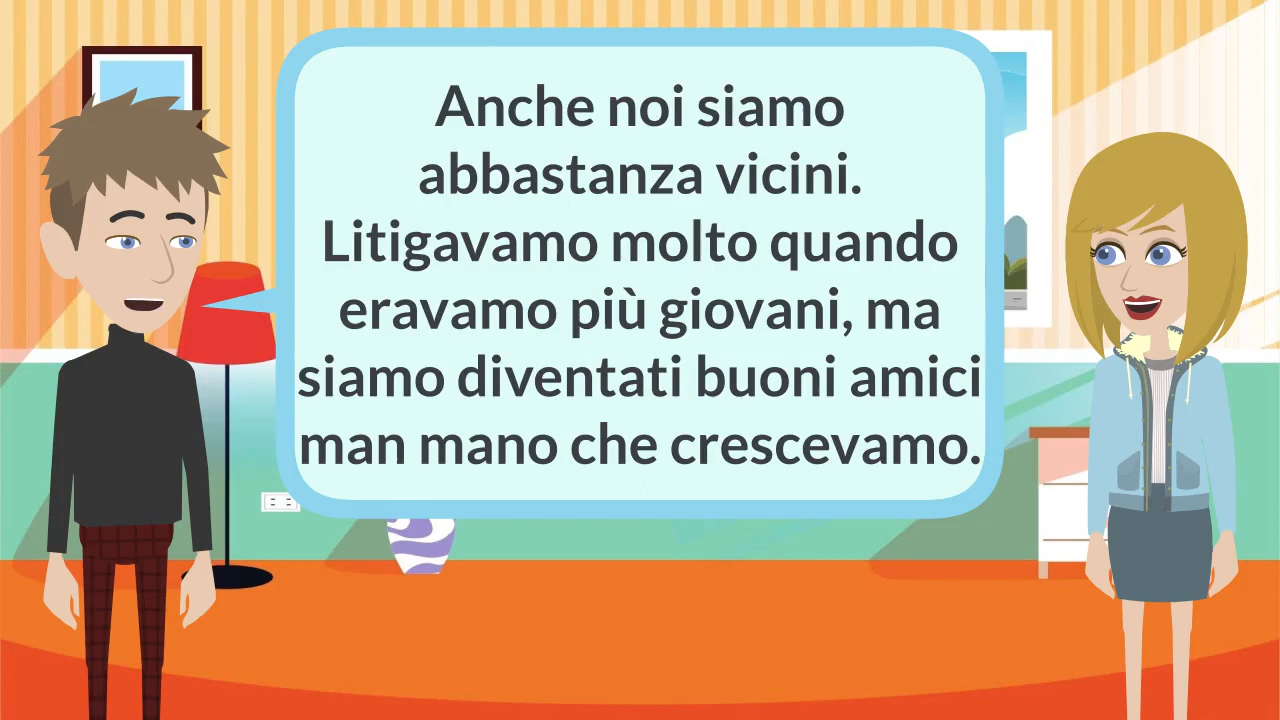 Anche noi siamo
abbastanza vicini.
Litigavamo molto quando
eravamo più giovani, ma
siamo diventati buoni amici
man mano che crescevamo.